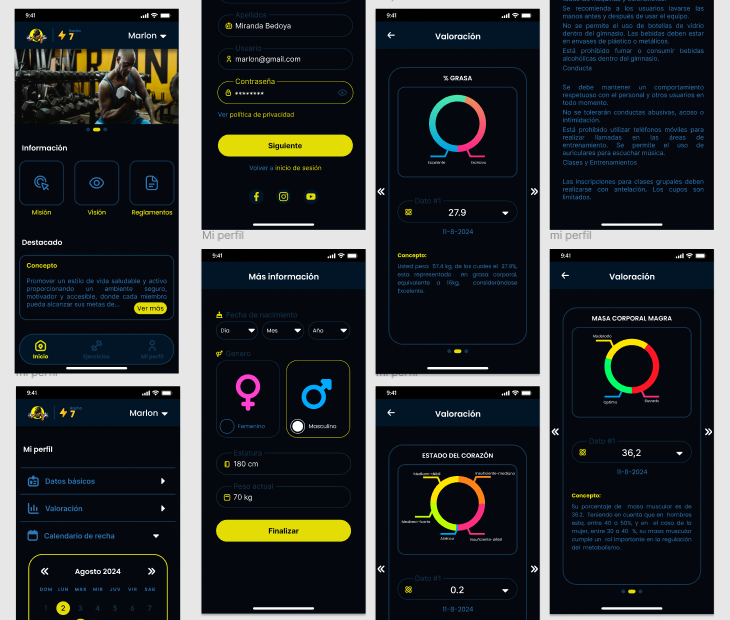 9:41
7
Marlon
Información
Misión
Visión
Reglamentos
Destacado
Concepto
Promover un estilo de vida saludable y activo
proporcionando un ambiente seguro,
motivador y accesible, donde cada miembro
pueda alcanzar sus metas de...
Ver más
Inicio
Ejercicios
Mi perfil
mi perfil
9:41
7
Marlon
Mi perfil
Datos básicos
Valoración
Calendario de recha
Agosto 2024
DOM LUN MAR MIR JUV VIR SAB
1 2 3 4 5 6 7
Apellidos
Miranda Bedoya
Usuario
marlon@gmail.com
Contraseña
********
Ver política de privacidad
Siguiente
Volver a Inicio de sesión
Mi perfil
9:41
Más información
Fecha de nacimiento
Día
Mes
Año
Genero
Femenino
Masculino
Estatura
180 cm
Peso actual
70 kg
Finalizar
9:41
Valoración
% GRASA
Excelente
Excesiva
Dato #1
27.9
11-8-2024
Concepto:
Usted pesa 57.4 kg, de los cuales el 27.9%,
esta representado en grasa corporal
equivalente a 16kg, considerándose
Excelente.
mi perfil
9:41
Valoración
ESTADO DEL CORAZÓN
Mediano-débil
Insuficiente-mediano
Mediano-fuerte
Atlético
Insuficiente-débil
Dato #1
0.2
11-8-2024
Se recomienda a los usuarios lavarse las
manos antes y después de usar el equipo.
No se permite el uso de botellas de vidrio
dentro del gimnasio. Las bebidas deben estar
en envases de plástico o metálicos.
Está prohibido fumar o consumir bebidas
alcohólicas dentro del gimnasio.
Conducta
Se debe mantener un comportamiento
respetuoso con el personal y otros usuarios en
todo momento.
No se tolerarán conductas abusivas, acoso o
intimidación.
Está prohibido utilizar teléfonos móviles para
realizar llamadas en las áreas de
entrenamiento. Se permite el uso de
auriculares para escuchar música.
Clases y Entrenamientos
Las inscripciones para clases grupales deben
realizarse con antelación. Los cupos son
limitados.
mi perfil
9:41
Valoración
MASA CORPORAL MAGRA
Moderado
Optimo
Elevado
Dato #1
36,2
11-8-2024
Concepto:
Su porcentaje de masa muscular es de
36.2. Teniendo en cuenta que en hombres
esta, entre 40 a 50%, y en el caso de la
mujer, entre 30 a 40 %, su masa muscular
cumple un rol importante en la regulación
del metabolismo.